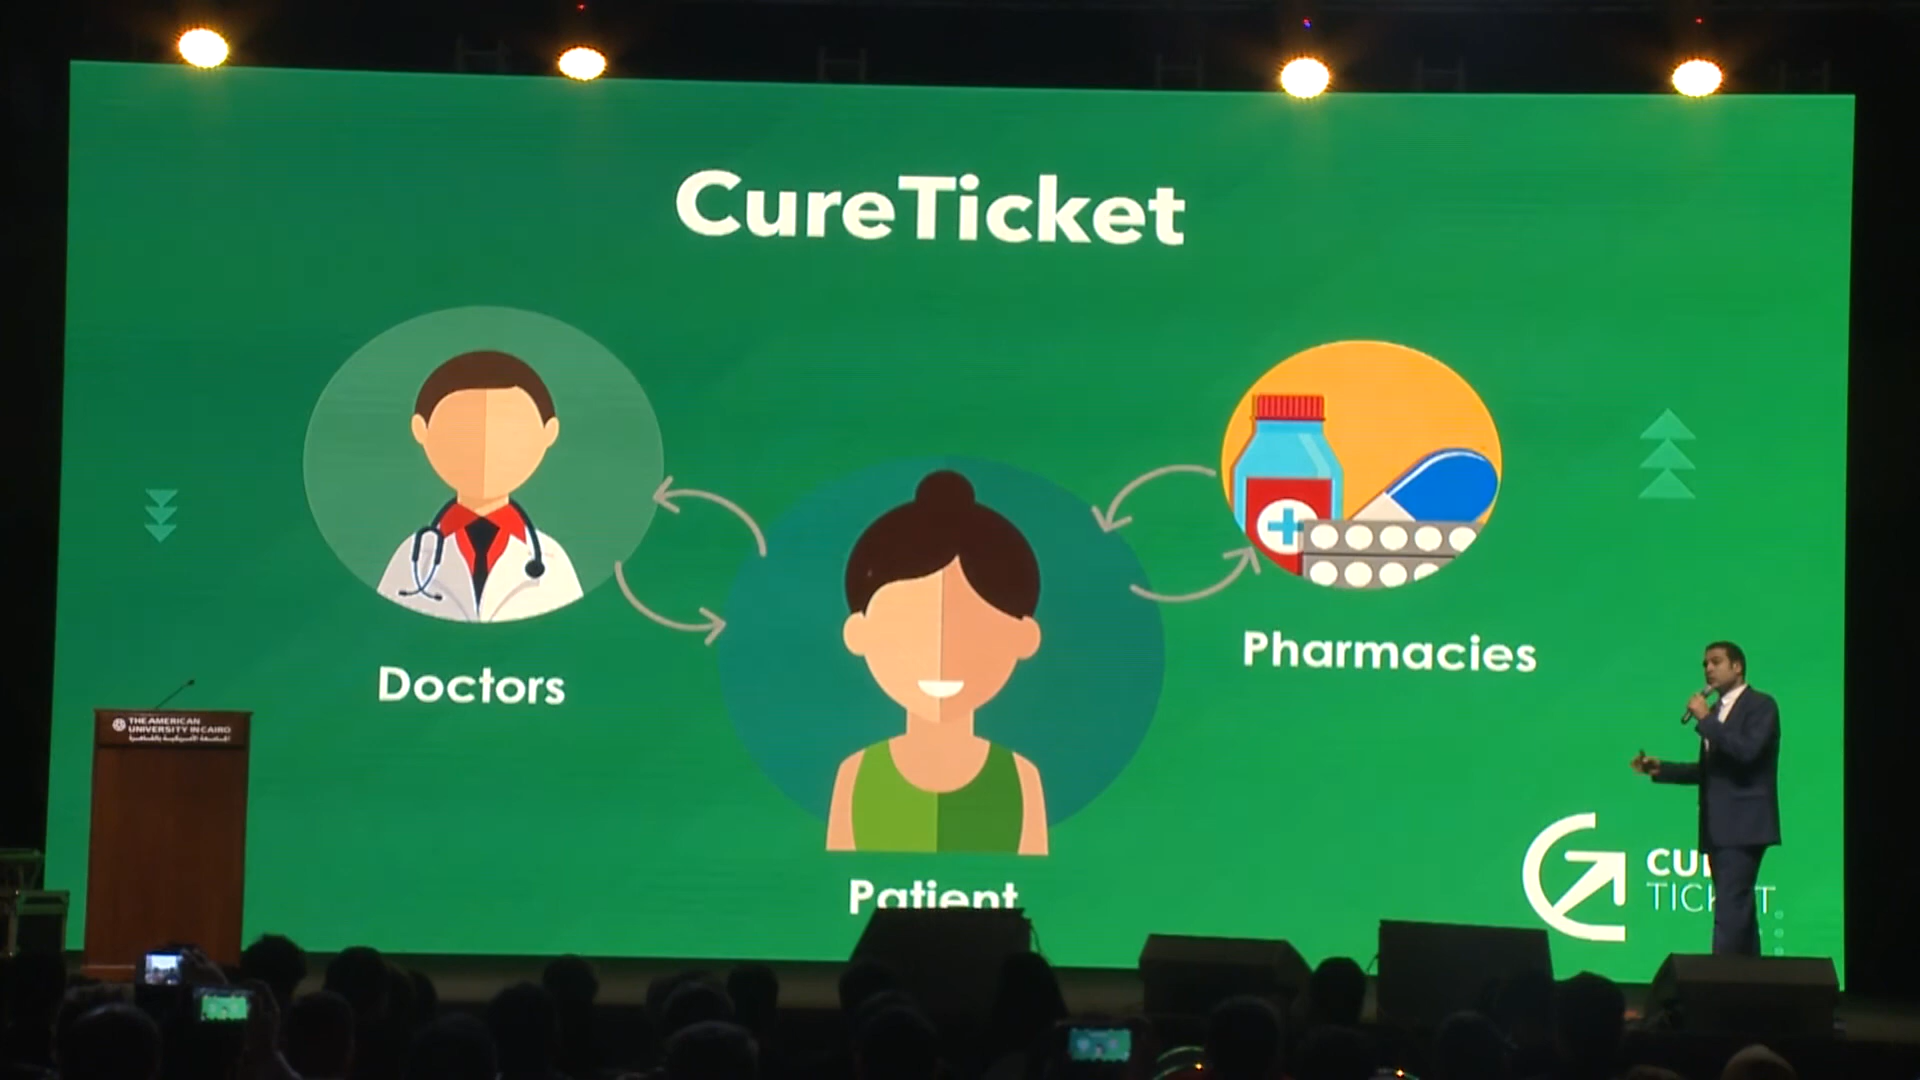 CureTicket
Doctors
Pharmacies
Patient
THE AMERICAN
UNIVERSITY IN CAIRO